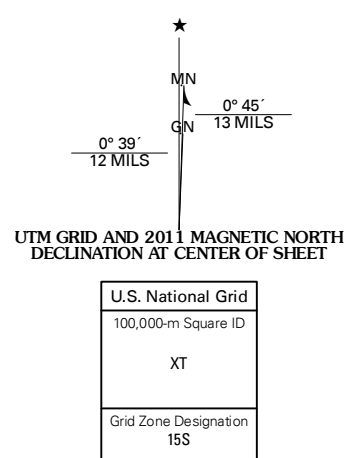 ★
MN
0° 45´
13 MILS
GN
0° 39´
12 MILS
UTM GRID AND 2011 MAGNETIC NORTH
DECLINATION AT CENTER OF SHEET
U.S. National Grid
100,000-m Square ID
XT
Grid Zone Designation
15S